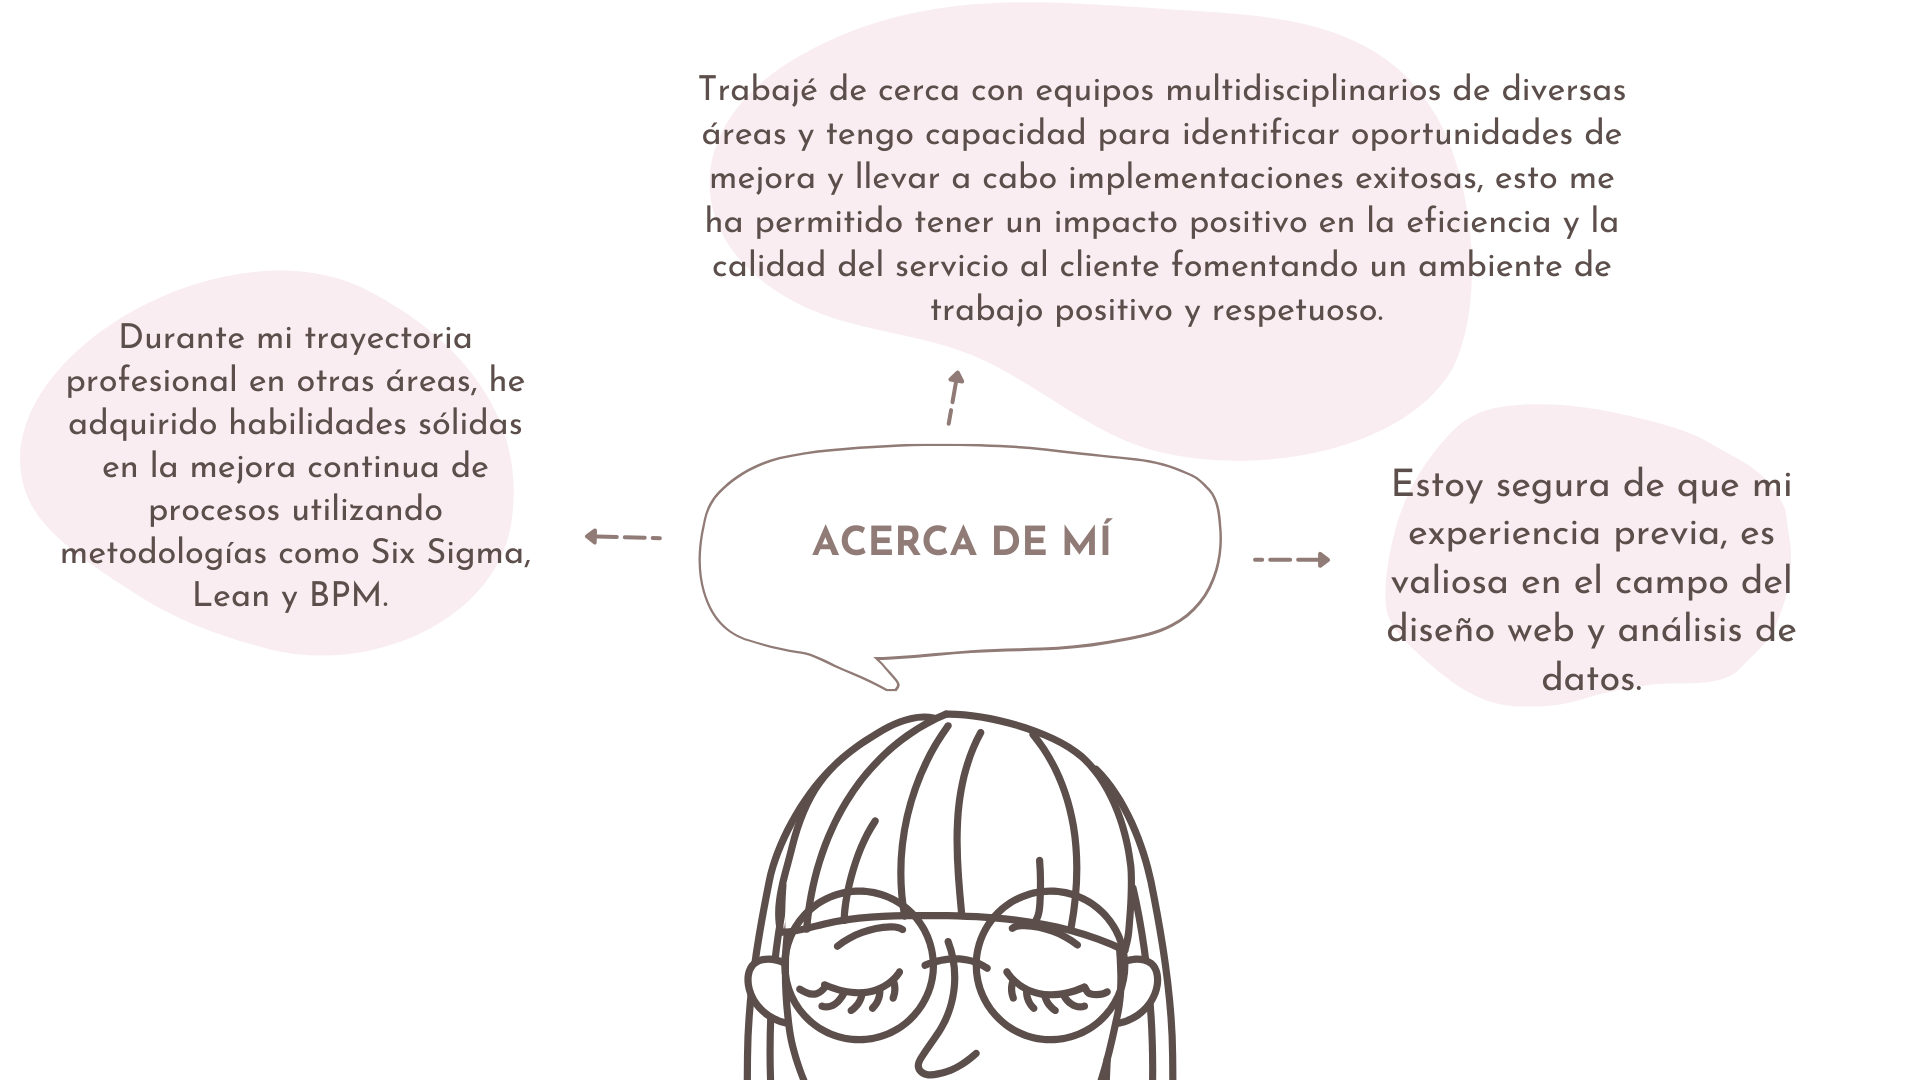 Trabajé de cerca con equipos multidisciplinarios de diversas
áreas y tengo capacidad para identificar oportunidades de
mejora y llevar a cabo implementaciones exitosas, esto me
ha permitido tener un impacto positivo en la eficiencia y la
calidad del servicio al cliente fomentando un ambiente de
trabajo positivo y respetuoso.
Durante mi trayectoria
profesional en otras áreas, he
adquirido habilidades sólidas
en la mejora continua de
procesos utilizando
metodologías como Six Sigma,
Lean y BPM.
ACERCA DE MÍ
Estoy segura de que mi
experiencia previa, es
valiosa en el campo del
diseño web y análisis de
datos.